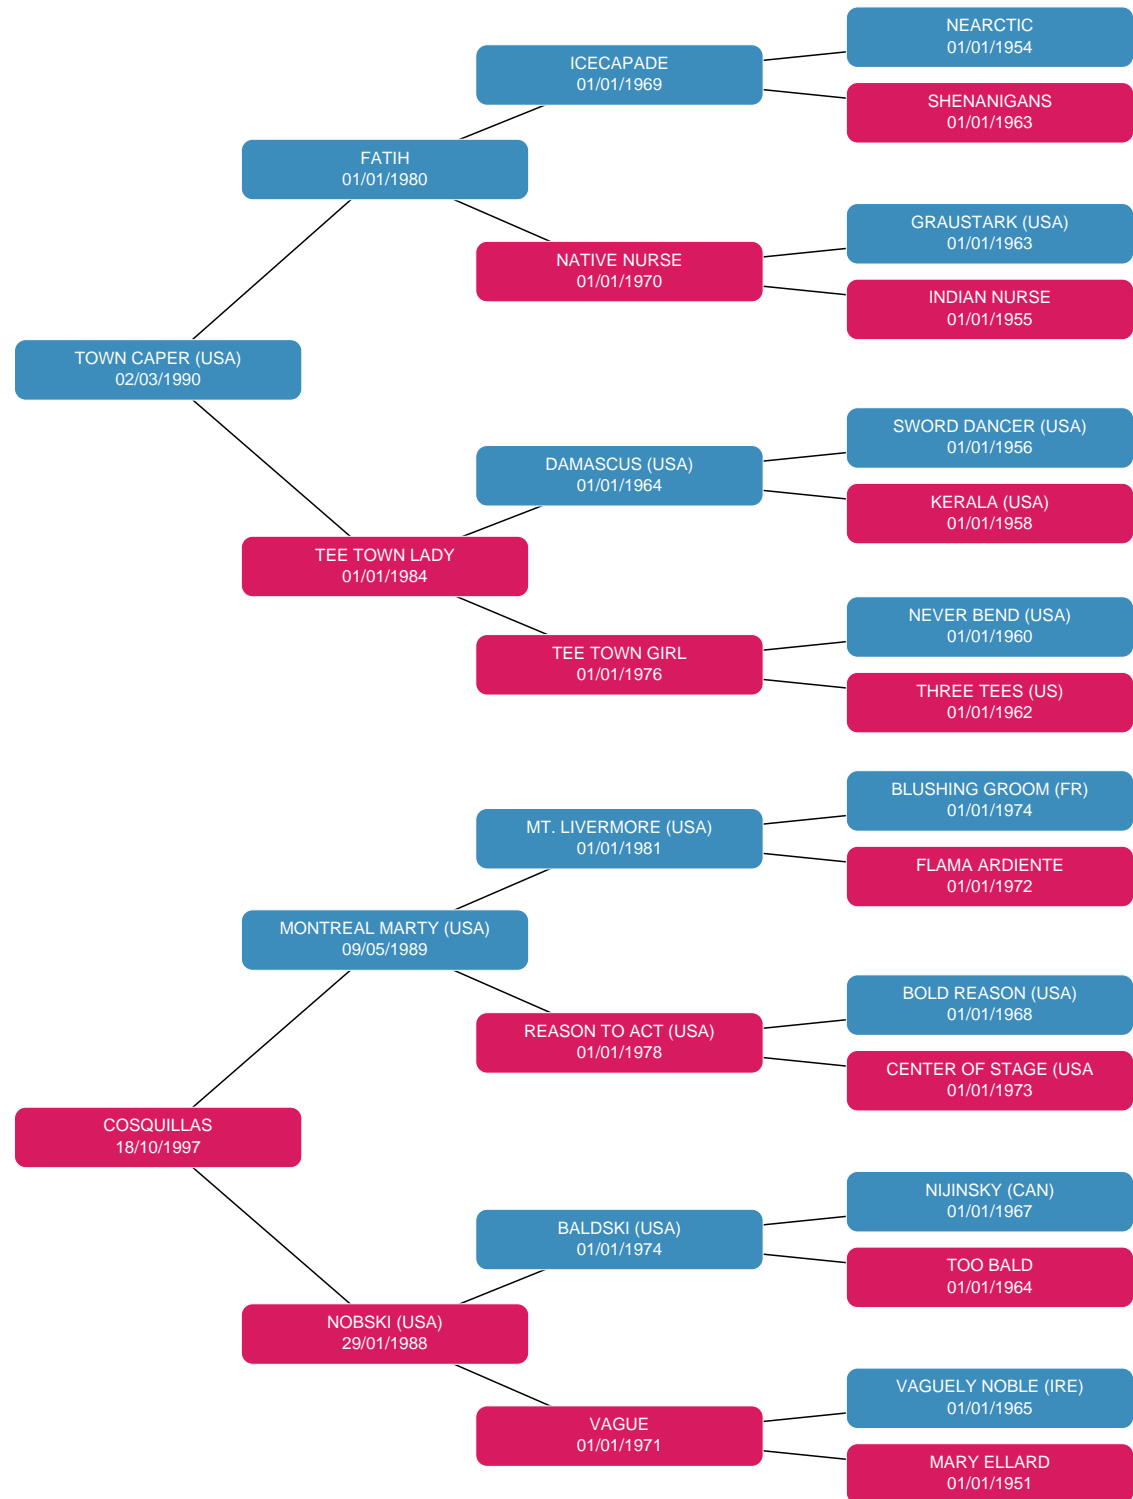 NEARCTIC
01/01/1954
ICECAPADE
01/01/1969
SHENANIGANS
01/01/1963
FATIH
01/01/1980
GRAUSTARK (USA)
01/01/1963
NATIVE NURSE
01/01/1970
INDIAN NURSE
01/01/1955
TOWN CAPER (USA)
02/03/1990
SWORD DANCER (USA)
01/01/1956
DAMASCUS (USA)
01/01/1964
KERALA (USA)
01/01/1958
TEE TOWN LADY
01/01/1984
NEVER BEND (USA)
01/01/1960
TEE TOWN GIRL
01/01/1976
THREE TEES (US)
01/01/1962
BLUSHING GROOM (FR)
01/01/1974
MT. LIVERMORE (USA)
01/01/1981
FLAMA ARDIENTE
01/01/1972
MONTREAL MARTY (USA)
09/05/1989
BOLD REASON (USA)
01/01/1968
REASON TO ACT (USA)
01/01/1978
CENTER OF STAGE (USA
01/01/1973
COSQUILLAS
18/10/1997
NIJINSKY (CAN)
01/01/1967
BALDSKI (USA)
01/01/1974
TOO BALD
01/01/1964
NOBSKI (USA)
29/01/1988
VAGUELY NOBLE (IRE)
01/01/1965
VAGUE
01/01/1971
MARY ELLARD
01/01/1951